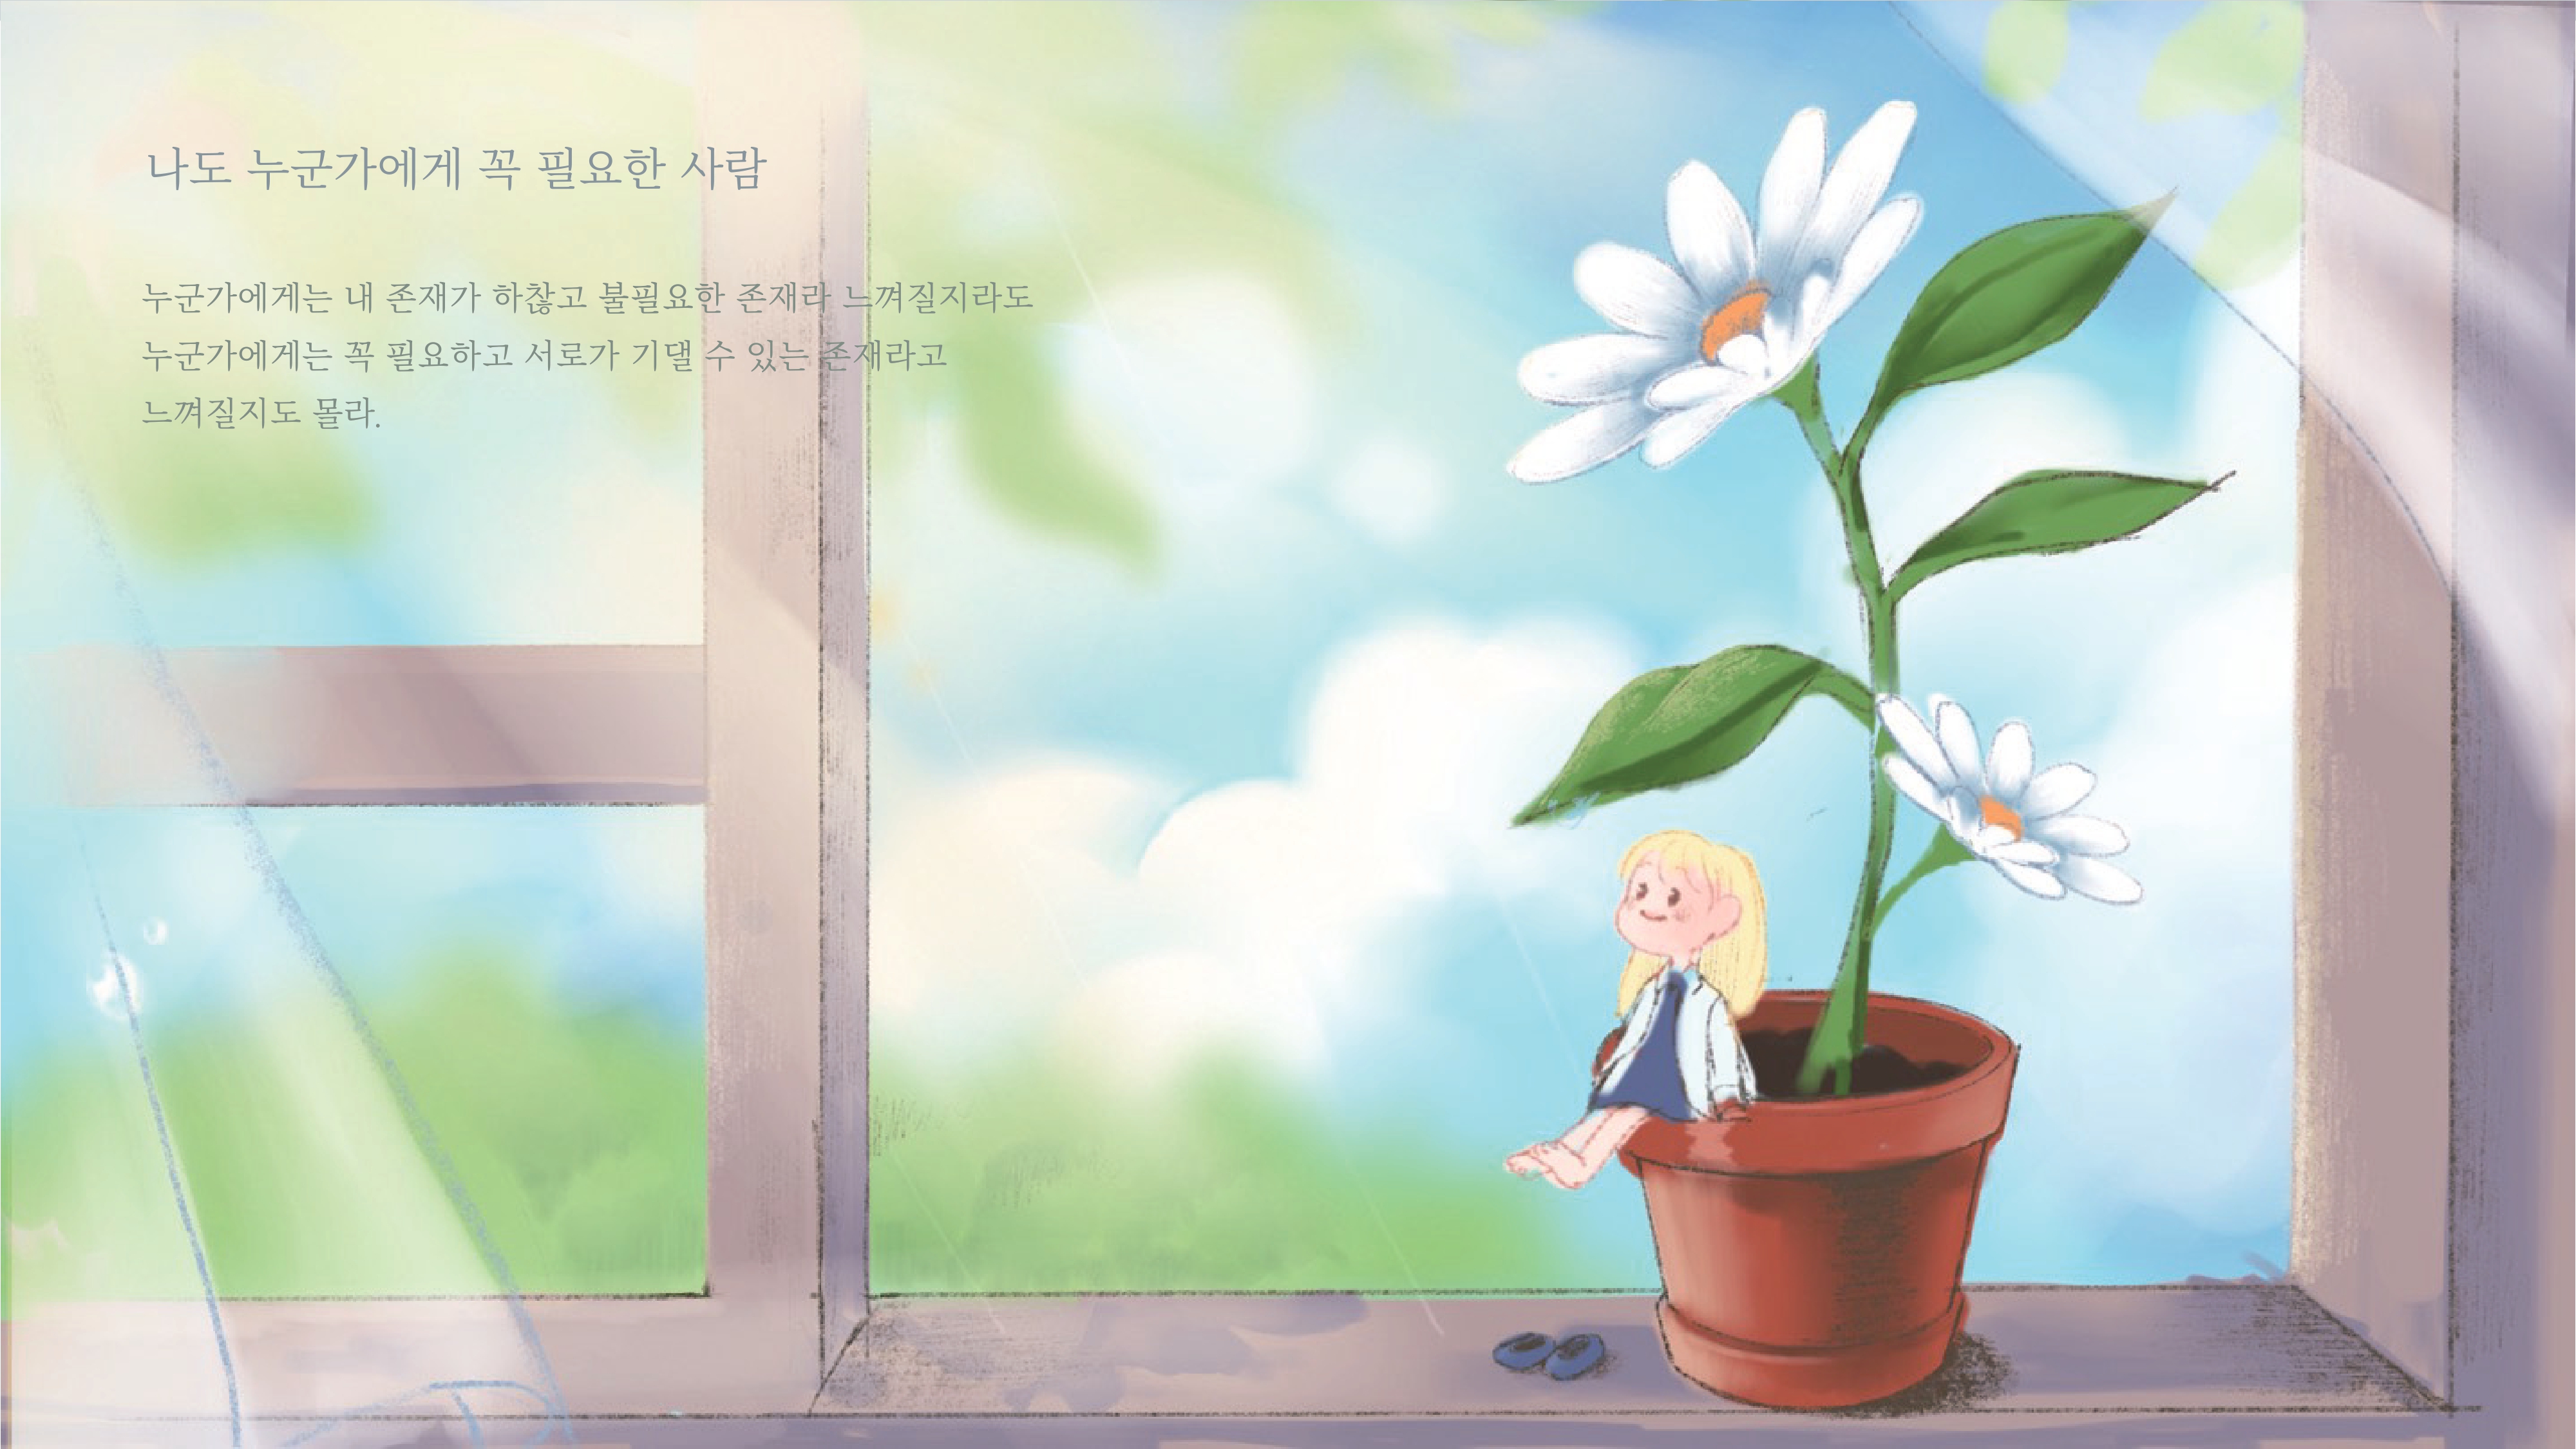 나도 누군가에게 꼭 필요한 사람
누군가에게는 내 존재가 하찮고 불필요한 존재라 느껴질지라도
누군가에게는 꼭 필요하고 서로가 기댈 수 있는 존재라고
느껴질지도 몰라.